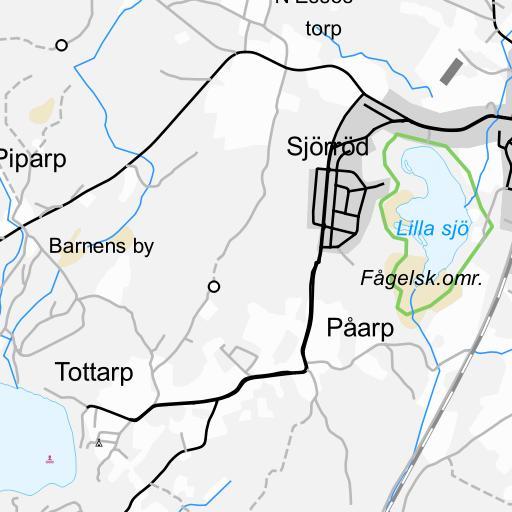 torp
Sjörröd
Piparp
Lilla sjö
Barnens by
Fågelsk.omr.
Påarp
Tottarp